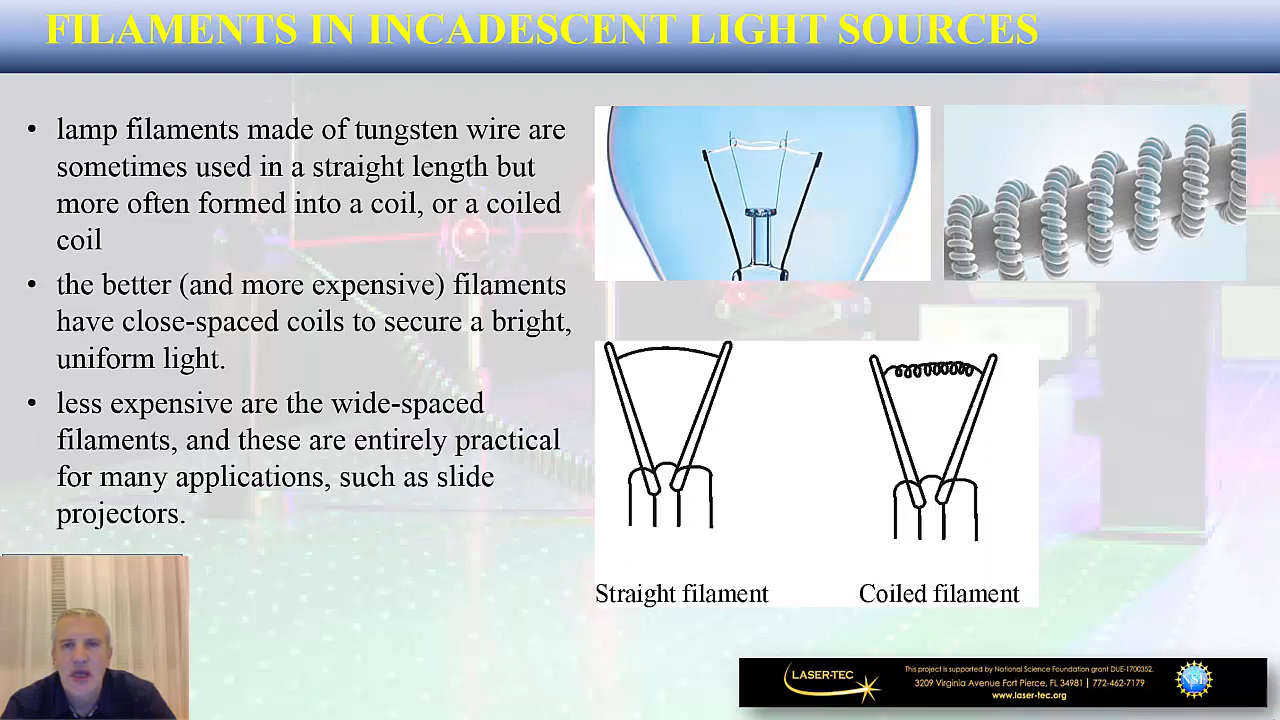 FILAMENTS IN INCADESCENT LIGHT SOURCES
• lamp filaments made of tungsten wire are
sometimes used in a straight length but
more often formed into a coil, or a coiled
coil
• the better (and more expensive) filaments
have close-spaced coils to secure a bright,
uniform light.
• less expensive are the wide-spaced
filaments, and these are entirely practical
for many applications, such as slide
projectors.
Straight filament
Coiled filament
LASER-TEC
This project is supported by National Science Foundation grant DUE-1700352.
3209 Virginia Avenue Fort Pierce, FL 34981 | 772-462-7179
www.laser-tec.org
NSF